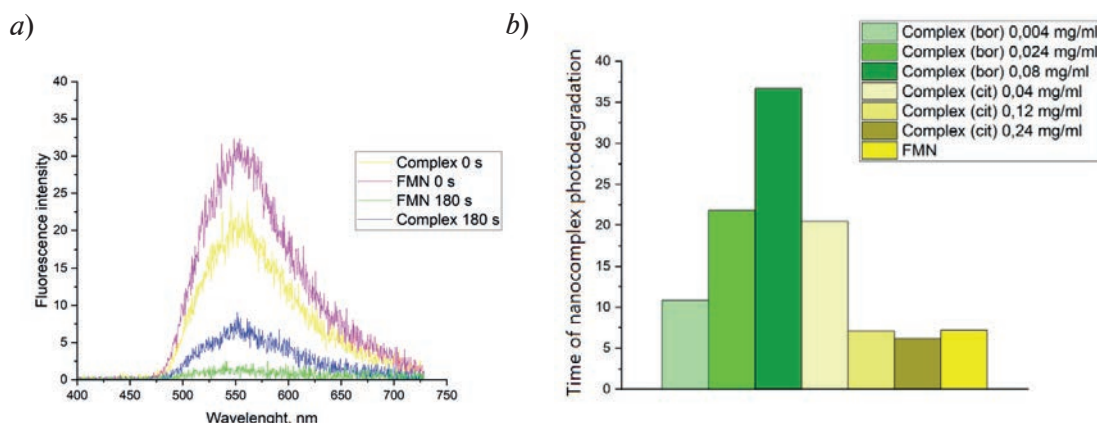 a)
40
35
30
25
20
15
10
5
0
Fluorescence intensity
Complex 0 s
FMN 0 s
FMN 180 s
Complex 180 s
400 450 500 550 600 650 700 750
Wavelenght, nm
b)
Complex (bor) 0,004 mg/ml
Complex (bor) 0,024 mg/ml
Complex (bor) 0,08 mg/ml
Complex (cit) 0,04 mg/ml
Complex (cit) 0,12 mg/ml
Complex (cit) 0,24 mg/ml
FMN
40
35
30
25
20
15
10
5
0
Time of nanocomplex photodegradation